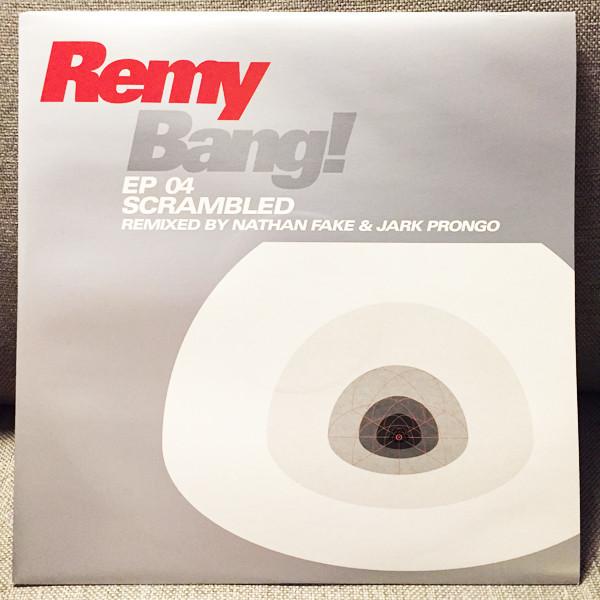 Remy
Bang!
EP 04
SCRAMBLED
REMIXED BY NATHAN FAKE & JARK PRONGO